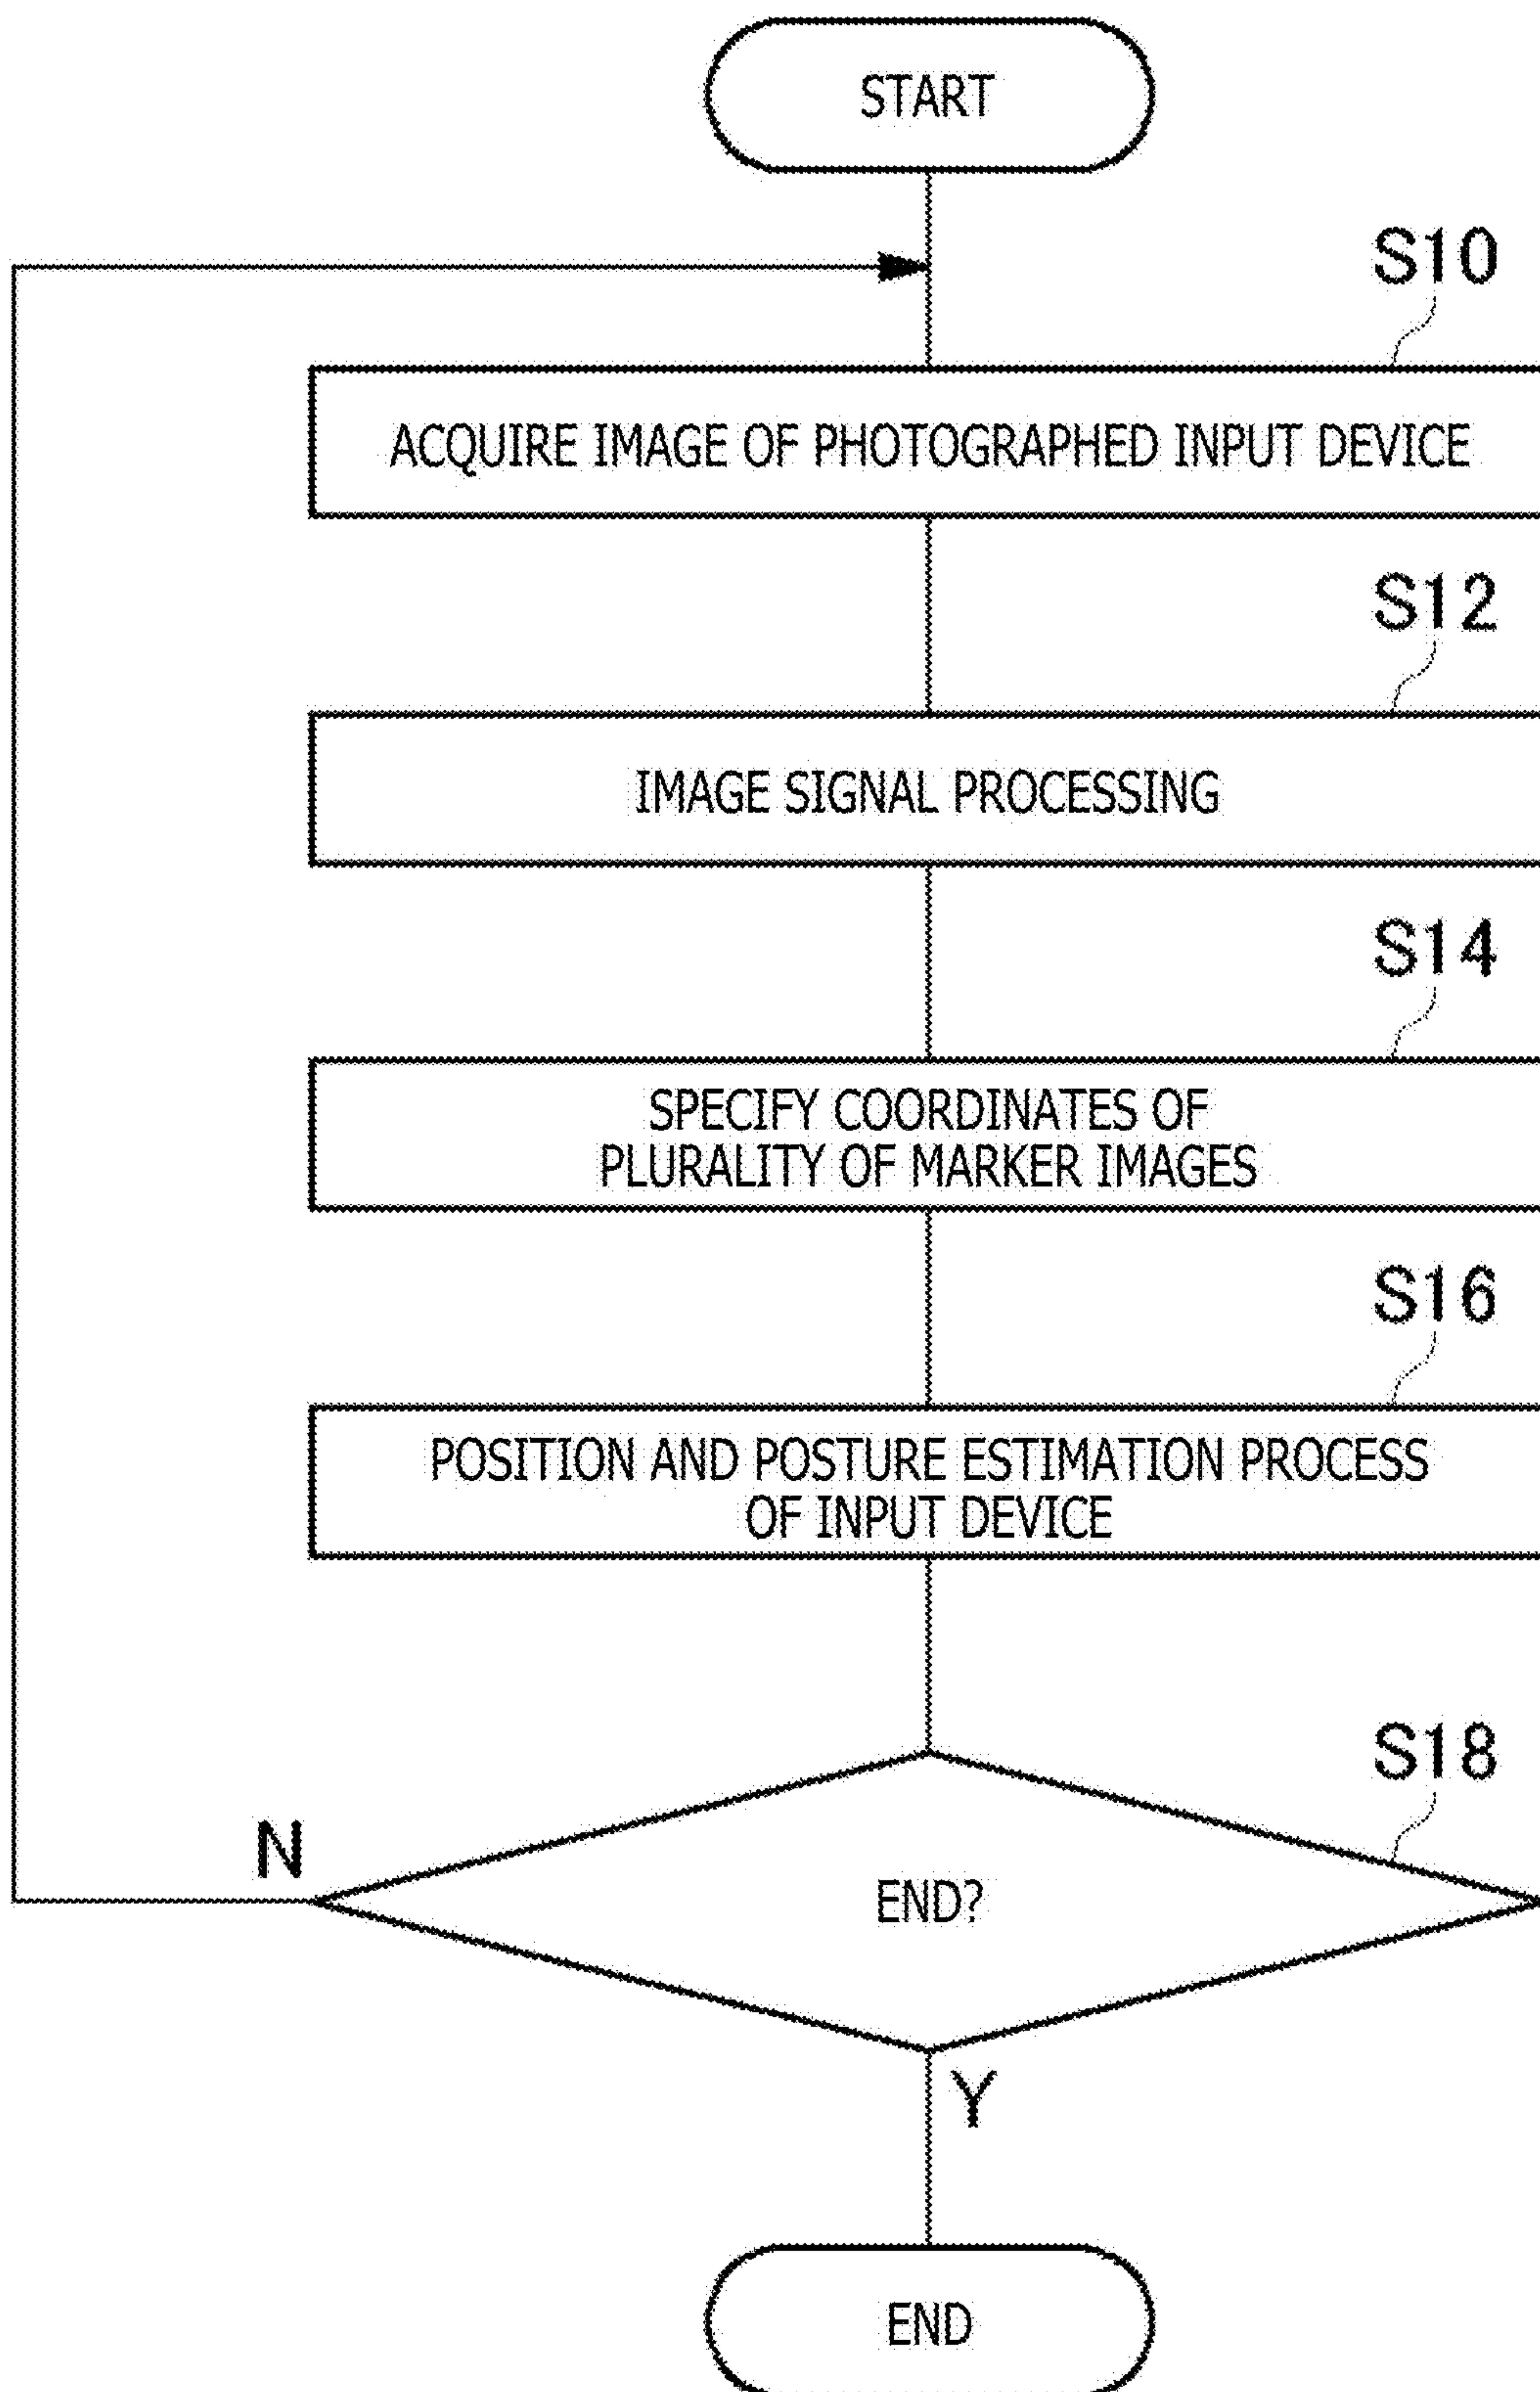 START
S10
ACQUIRE IMAGE OF PHOTOGRAPHED INPUT DEVICE
S12
IMAGE SIGNAL PROCESSING
S14
SPECIFY COORDINATES OF
PLURALITY OF MARKER IMAGES
S16
POSITION AND POSTURE ESTIMATION PROCESS
OF INPUT DEVICE
S18
N
END?
Y
END